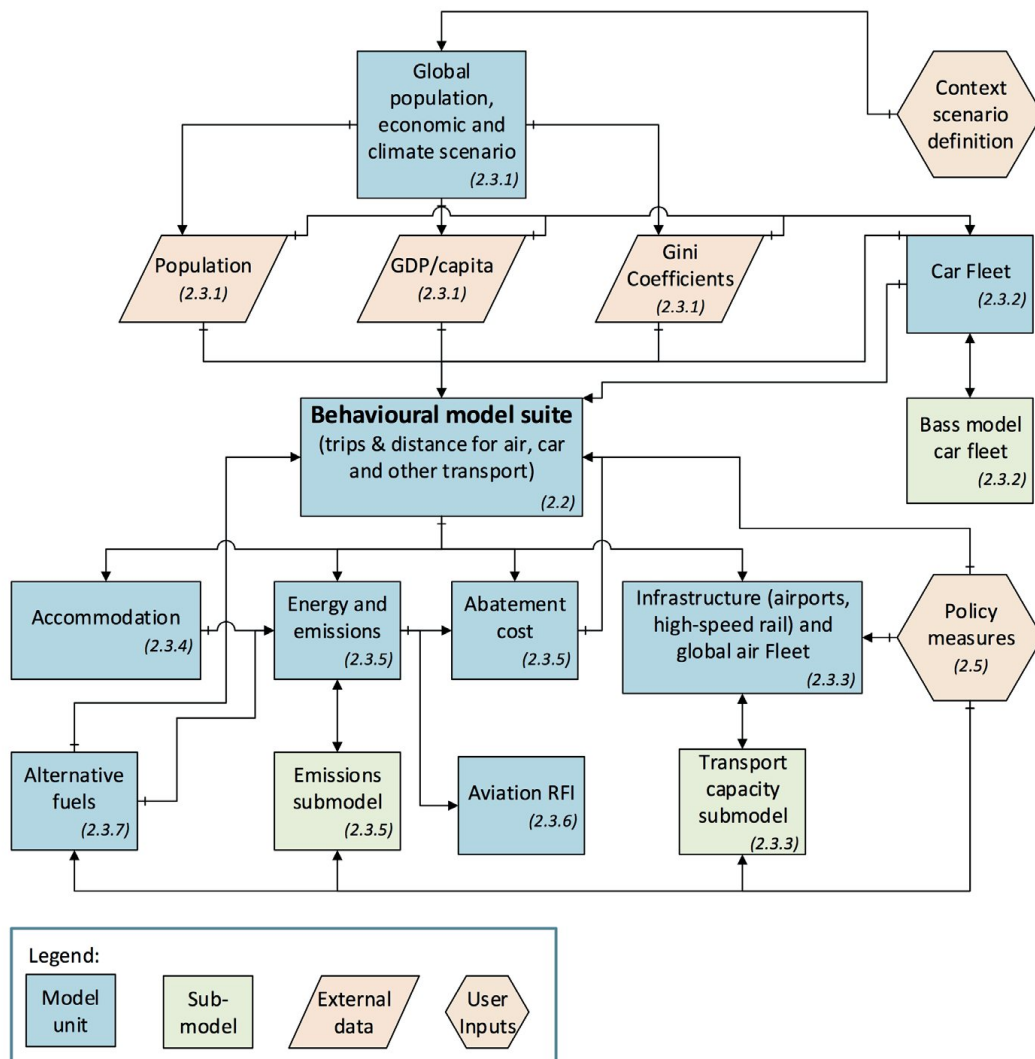 Global
population,
economic and
climate scenario
(2.3.1)
Context
scenario
definition
Population
(2.3.1)
GDP/capita
(2.3.1)
Gini
Coefficients
(2.3.1)
Car Fleet
(2.3.2)
Behavioural model suite
(trips & distance for air, car
and other transport)
(2.2)
Bass model
car fleet
(2.3.2)
Accommodation
(2.3.4)
Energy and
emissions
(2.3.5)
Abatement
cost
(2.3.5)
Infrastructure (airports,
high-speed rail) and
global air Fleet
(2.3.3)
Policy
measures
(2.5)
Alternative
fuels
(2.3.7)
Emissions
submodel
(2.3.5)
Aviation RFI
(2.3.6)
Transport
capacity
submodel
(2.3.3)
Legend:
Model
unit
Sub-
model
External
data
User
Inputs